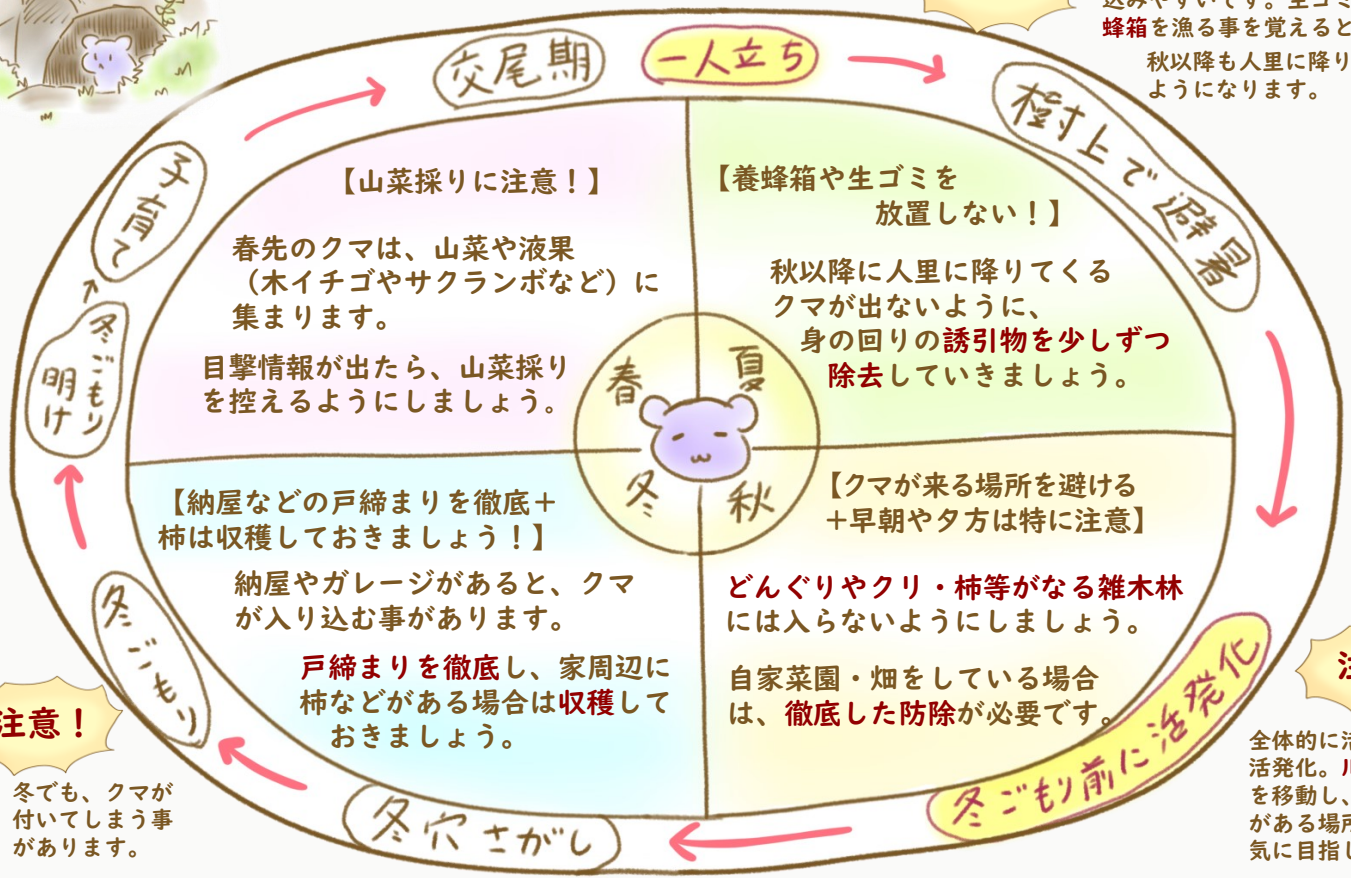 込みやすいです。生ゴミ
蜂箱を漁る事を覚えると
秋以降も人里に降り
ようになります。
交尾期
一人立ち
樹上で避暑
子育て
冬ごもり
明け
【山菜採りに注意！】
春先のクマは、山菜や液果
（木イチゴやサクランボなど）に
集まります。
目撃情報が出たら、山菜採り
を控えるようにしましょう。
【養蜂箱や生ゴミを
放置しない！】
秋以降に人里に降りてくる
クマが出ないように、
身の回りの誘引物を少しずつ
除去していきましょう。
春
夏
冬
秋
【納屋などの戸締まりを徹底＋
柿は収穫しておきましょう！】
納屋やガレージがあると、クマ
が入り込む事があります。
戸締まりを徹底し、家周辺に
柿などがある場合は収穫して
おきましょう。
【クマが来る場所を避ける
＋早朝や夕方は特に注意】
どんぐりやクリ・柿等がなる雑木林
には入らないようにしましょう。
自家菜園・畑をしている場合
は、徹底した防除が必要です。
冬ごもり
冬穴さがし
冬ごもり前に活発化
注意！
冬でも、クマが
付いてしまう事
があります。
注
全体的に活
活発化。
を移動し、
がある場所
気に目指し